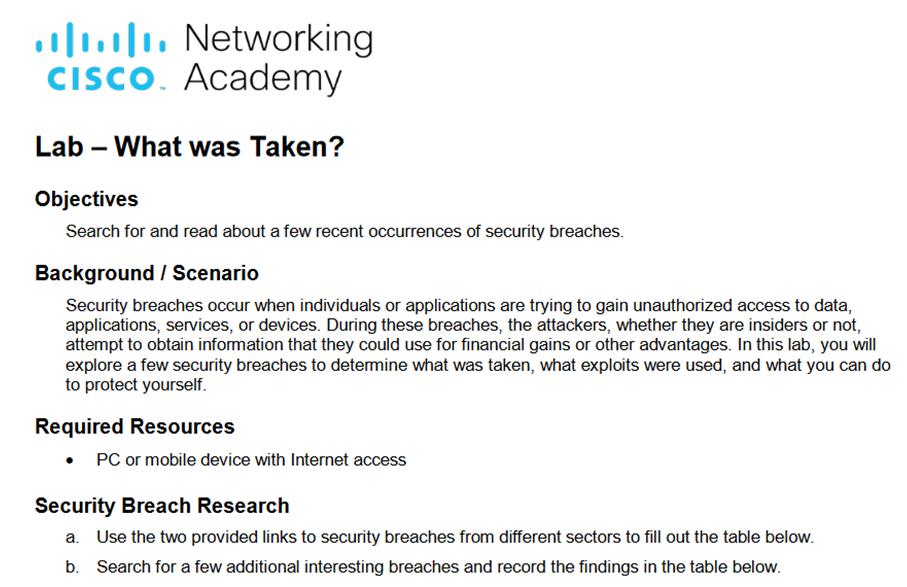 Networking
CISCO™ Academy
Lab – What was Taken?
Objectives
Search for and read about a few recent occurrences of security breaches.
Background / Scenario
Security breaches occur when individuals or applications are trying to gain unauthorized access to data,
applications, services, or devices. During these breaches, the attackers, whether they are insiders or not,
attempt to obtain information that they could use for financial gains or other advantages. In this lab, you will
explore a few security breaches to determine what was taken, what exploits were used, and what you can do
to protect yourself.
Required Resources
• PC or mobile device with Internet access
Security Breach Research
a. Use the two provided links to security breaches from different sectors to fill out the table below.
b. Search for a few additional interesting breaches and record the findings in the table below.